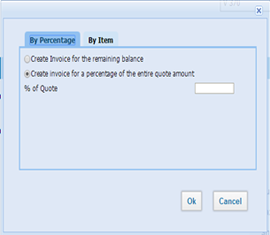 By Percentage By Item
Create Invoice for the remaining balance
Create invoice for a percentage of the entire quote amount
% of Quote
Ok Cancel